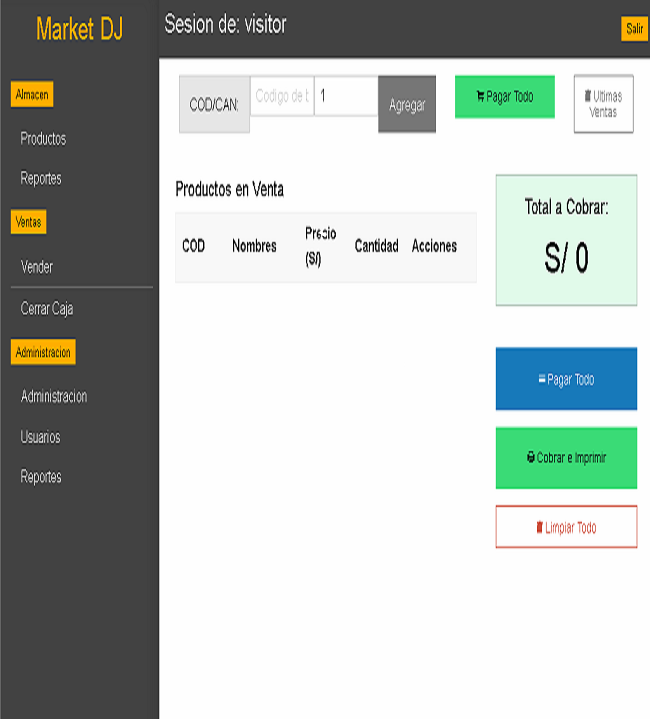 Market DJ
Sesion de: visitor
Salir
Almacen
Productos
Reportes
Ventas
Vender
Cerrar Caja
Administracion
Administracion
Usuarios
Reportes
COD/CAN:
Codigo de
1
Agregar
Pagar Todo
Ultimas
Ventas
Productos en Venta
COD Nombres Precio (S/) Cantidad Acciones
Total a Cobrar:
S/ 0
Pagar Todo
Cobrar e Imprimir
Limpiar Todo